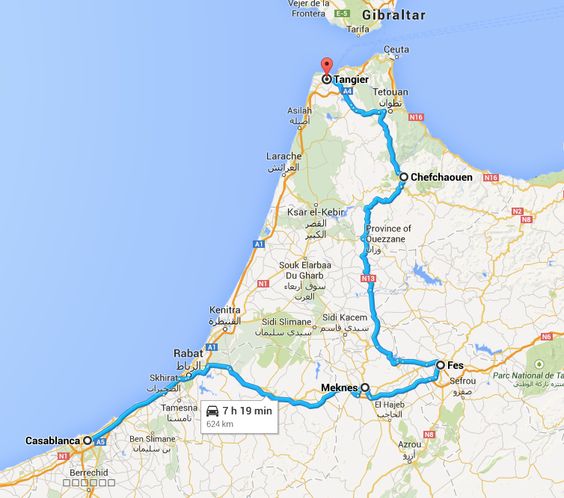 Vejer de la
Frontera
E-5
Gibraltar
Tarifa
Ceuta
Tangier
A4
Tetouan
تطوان
Asilah
أصيلة
N16
Larache
العرائش
Chefchaouen
N16
Ksar el-Kebir
القصر
الكبير
N2
Province of
Ouezzane
وزان
A1
Souk Elarbaa
Du Gharb
سوق أربعاء
الغرب
N1
N13
Kenitra
القنيطرة
Sidi Slimane
سيدي سليمان
Sidi Kacem
سيدي قاسم
A1
Rabat
الرباط
Fes
Skhirat
الصخيرات
Meknes
Sefrou
صفرو
Parc National de Ta
Tamesna
تامسنا
7 h 19 min
624 km
El Hajeb
الحاجب
Casablanca
A5
N1
Ben Slimane
بن سليمان
Azrou
أزرو
Berrechid